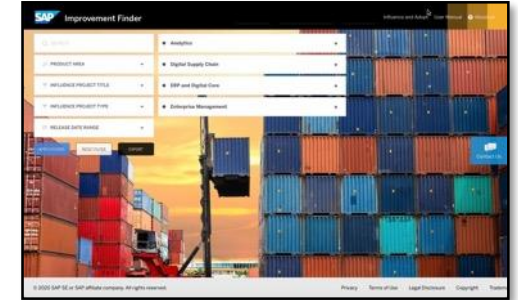 SAP Improvement Finder
Influence and Adopt User Manual
SEARCH
Analytics
PRODUCT AREA
Digital Supply Chain
INFLUENCE PROJECT TITLE
ERP and Digital Core
INFLUENCE PROJECT TYPE
Enterprise Management
RELEASE DATE RANGE
EXPORT
Contact Us
© 2020 SAP SE or SAP affiliate company. All rights reserved.
Privacy Terms of Use Legal Disclosure Copyright